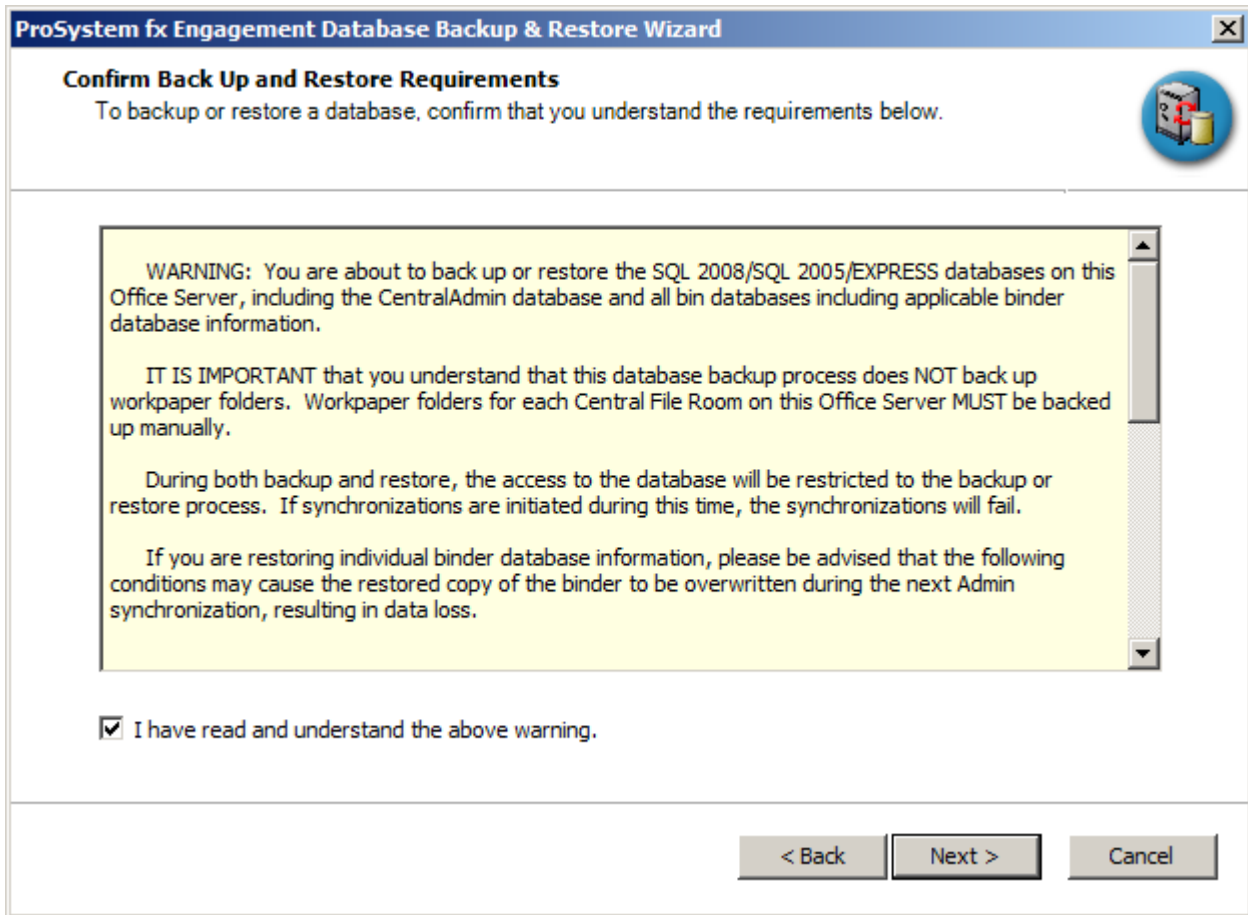 ProSystem fx Engagement Database Backup & Restore Wizard
Confirm Back Up and Restore Requirements
To backup or restore a database, confirm that you understand the requirements below.
WARNING:  You are about to back up or restore the SQL 2008/SQL 2005/EXPRESS databases on this
Office Server, including the CentralAdmin database and all bin databases including applicable binder
database information.
IT IS IMPORTANT that you understand that this database backup process does NOT back up
workpaper folders.  Workpaper folders for each Central File Room on this Office Server MUST be backed
up manually.
During both backup and restore, the access to the database will be restricted to the backup or
restore process.  If synchronizations are initiated during this time, the synchronizations will fail.
If you are restoring individual binder database information, please be advised that the following
conditions may cause the restored copy of the binder to be overwritten during the next Admin
synchronization, resulting in data loss.
I have read and understand the above warning.
< Back Next > Cancel